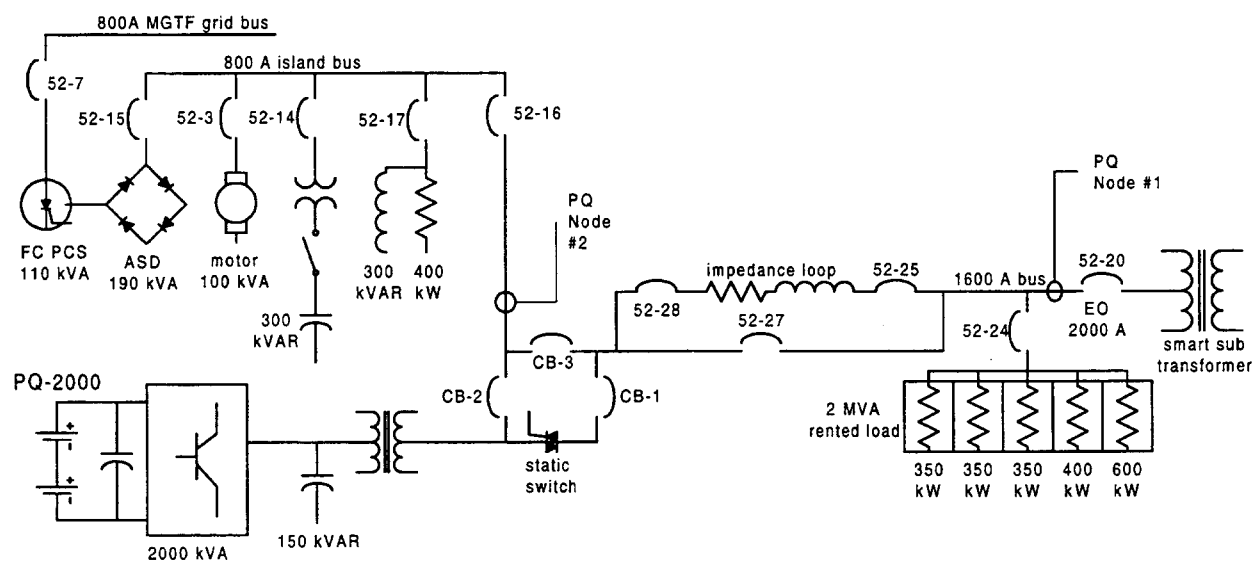 800A MGTF grid bus
52-7
800 A island bus
52-15
52-3
52-14
52-17
52-16
FC PCS
110 kVA
ASD
190 kVA
motor
100 kVA
300
kVAR
300
kVAR
400
kW
PQ
Node
#2
PQ
Node #1
impedance loop
52-28
52-25
52-27
1600 A bus
52-20
EO
2000 A
52-24
smart sub
transformer
CB-3
CB-2
CB-1
static
switch
2 MVA
rented load
350
kW
350
kW
350
kW
400
kW
600
kW
PQ-2000
+
-
+
-
2000 kVA
150 kVAR